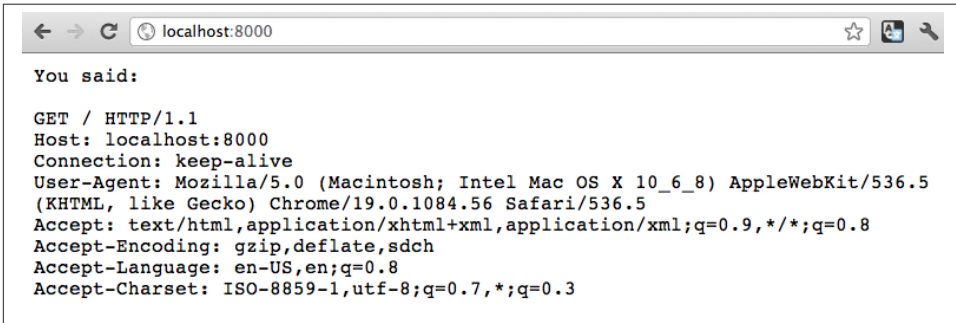 localhost:8000
You said:
GET / HTTP/1.1
Host: localhost:8000
Connection: keep-alive
User-Agent: Mozilla/5.0 (Macintosh; Intel Mac OS X 10_6_8) AppleWebKit/536.5
(KHTML, like Gecko) Chrome/19.0.1084.56 Safari/536.5
Accept: text/html,application/xhtml+xml,application/xml;q=0.9,*/*;q=0.8
Accept-Encoding: gzip,deflate,sdch
Accept-Language: en-US,en;q=0.8
Accept-Charset: ISO-8859-1,utf-8;q=0.7,*;q=0.3